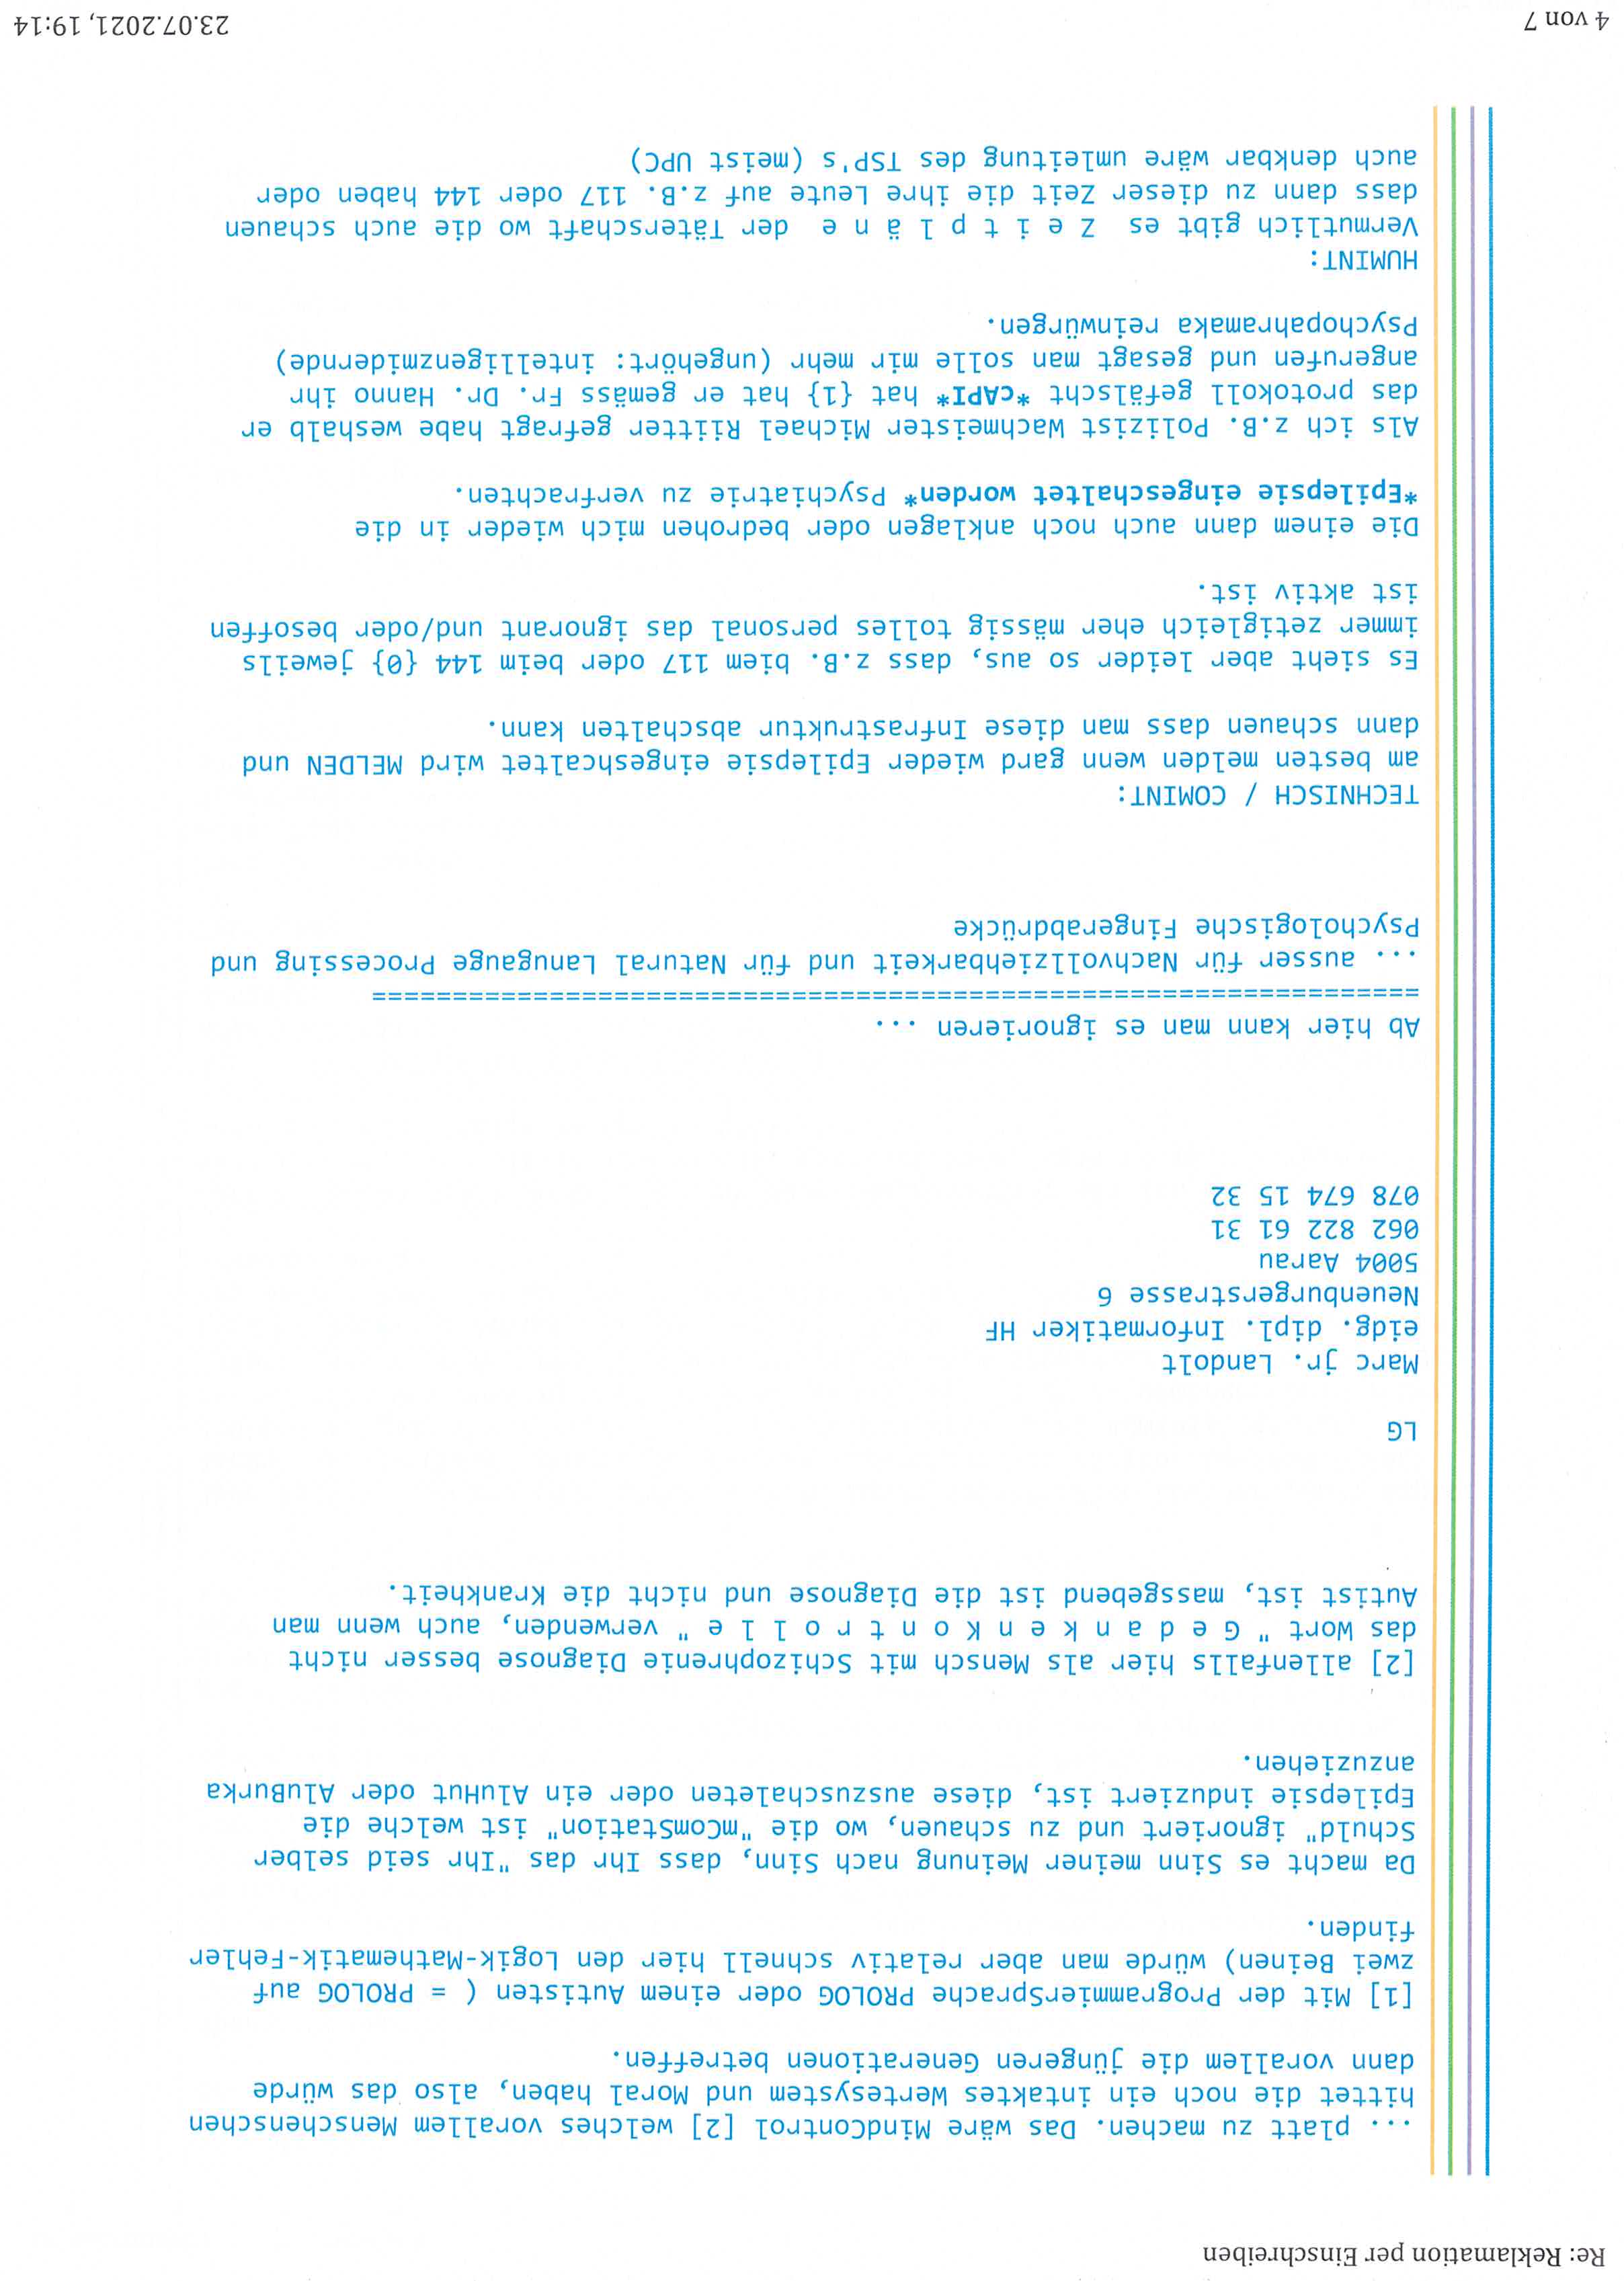 Re: Reklamation per Einschreiben
... platt zu machen. Das wäre MindControl [2] welches vorallem Menschenschen
hittet die noch ein intaktes Wertesystem und Moral haben, also das würde
dann vorallem die jüngeren Generationen betreffen.
[1] Mit der ProgrammierSprache PROLOG oder einem Autisten ( = PROLOG auf
zwei Beinen) würde man aber relativ schnell hier den Logik-Mathematik-Fehler
finden.
Da macht es Sinn meiner Meinung nach Sinn, dass Ihr das "Ihr seid selber
Schuld" ignoriert und zu schauen, wo die "mComStation" ist welche die
Epilepsie induziert ist, diese auszuschaleten oder ein AluHut oder AluBurka
anzuziehen.
[2] allenfalls hier als Mensch mit Schizophrenie Diagnose besser nicht
das Wort " G e d a n k e n K o n t r o l l e " verwenden, auch wenn man
Autist ist, massgebend ist die Diagnose und nicht die Krankheit.
LG
Marc jr. Landolt
eidg. dipl. Informatiker HF
Neuenburgerstrasse 6
5004 Aarau
062 822 61 31
078 674 15 32
Ab hier kann man es ignorieren ...
=================================================================
... ausser für Nachvollziehbarkeit und für Natural Lanugauge Processing und
Psychologische Fingerabdrücke
TECHNISCH / COMINT:
am besten melden wenn gard wieder Epilepsie eingeshcaltet wird MELDEN und
dann schauen dass man diese Infrastruktur abschalten kann.
Es sieht aber leider so aus, dass z.B. biem 117 oder beim 144 {0} jeweils
immer zetigleich eher mässig tolles personal das ignorant und/oder besoffen
ist aktiv ist.
Die einem dann auch noch anklagen oder bedrohen mich wieder in die
*Epilepsie eingeschaltet worden* Psychiatrie zu verfrachten.
Als ich z.B. Polizist Wachmeister Michael Riitter gefragt habe weshalb er
das protokoll gefälscht *cAPI* hat {1} hat er gemäss Fr. Dr. Hanno ihr
angerufen und gesagt man solle mir mehr (ungehört: intelligenzmidernde)
Psychopahramaka reinwürgen.
HUMINT:
Vermutlich gibt es Z e i t p l ä n e der Täterschaft wo die auch schauen
dass dann zu dieser Zeit die ihre Leute auf z.B. 117 oder 144 haben oder
auch denkbar wäre umleitung des TSP's (meist UPC)
4 von 7
23.07.2021, 19:14